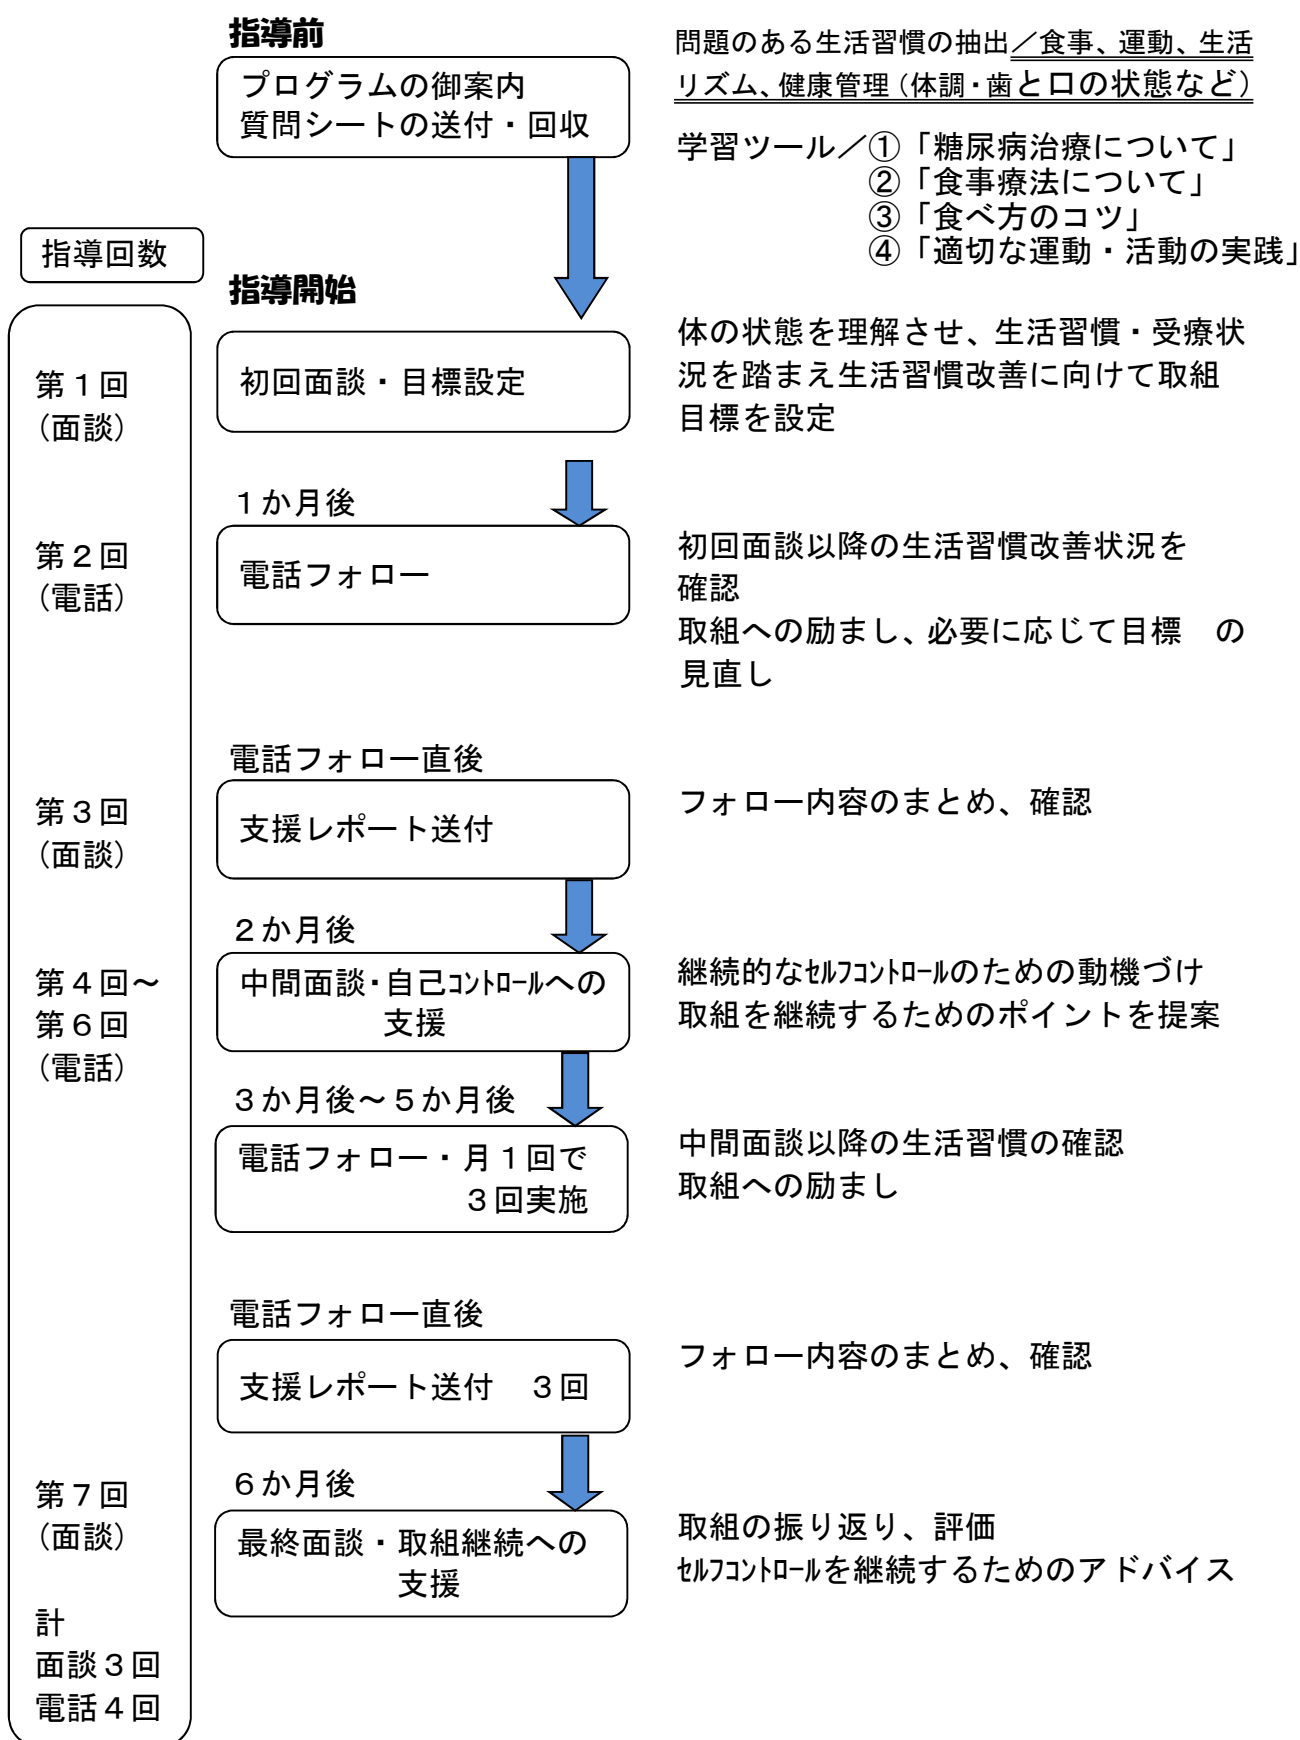 指導前
プログラムの御案内
質問シートの送付・回収
問題のある生活習慣の抽出／食事、運動、生活
リズム、健康管理（体調・歯と口の状態など）
学習ツール／①「糖尿病治療について」
②「食事療法について」
③「食べ方のコツ」
④「適切な運動・活動の実践」
指導回数
指導開始
第１回
（面談）
初回面談・目標設定
体の状態を理解させ、生活習慣・受療状
況を踏まえ生活習慣改善に向けて取組
目標を設定
１か月後
第２回
（電話）
電話フォロー
初回面談以降の生活習慣改善状況を
確認
取組への励まし、必要に応じて目標　の
見直し
電話フォロー直後
第３回
（面談）
支援レポート送付
フォロー内容のまとめ、確認
２か月後
第４回～
第６回
（電話）
中間面談・自己ｺﾝﾄﾛｰﾙへの
支援
継続的なｾﾙﾌｺﾝﾄﾛｰﾙのための動機づけ
取組を継続するためのポイントを提案
３か月後～５か月後
電話フォロー・月１回で
３回実施
中間面談以降の生活習慣の確認
取組への励まし
電話フォロー直後
支援レポート送付　３回
フォロー内容のまとめ、確認
６か月後
第７回
（面談）
最終面談・取組継続への
支援
取組の振り返り、評価
ｾﾙﾌｺﾝﾄﾛｰﾙを継続するためのアドバイス
計
面談３回
電話４回